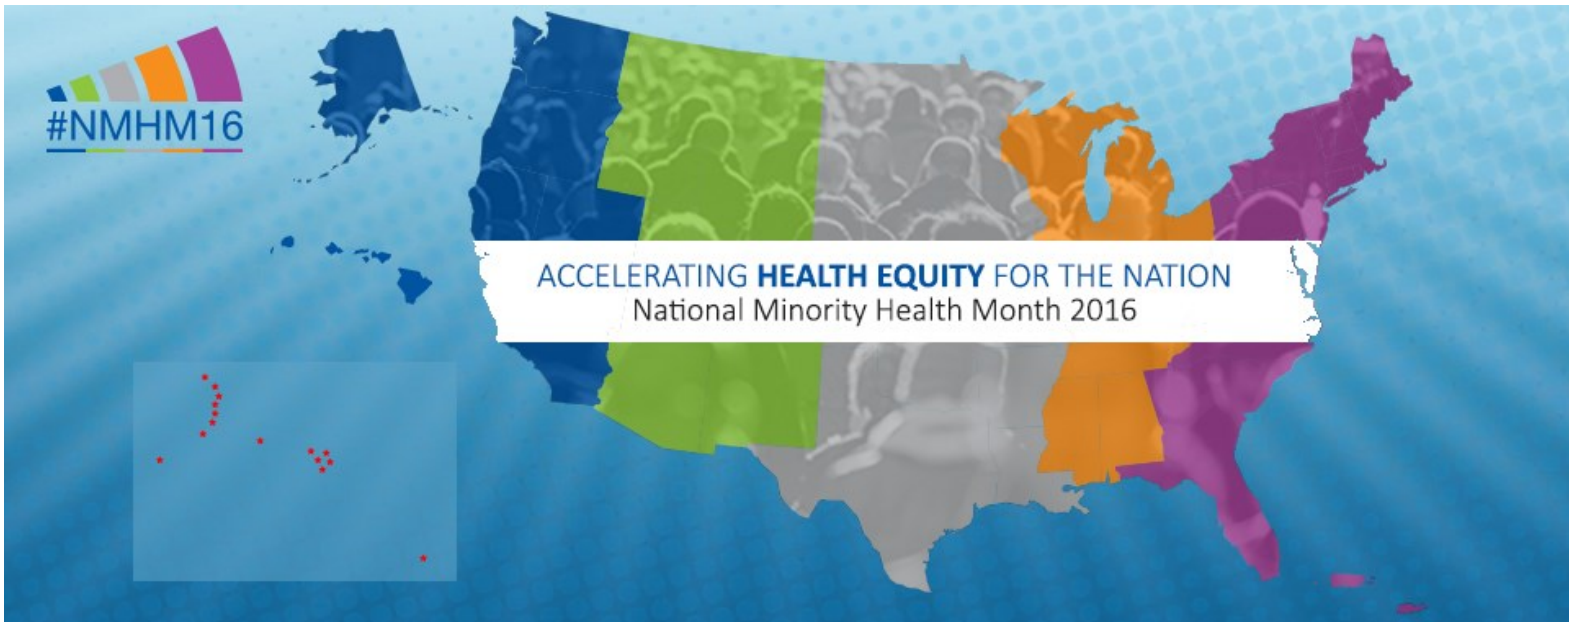 #NMHM16
ACCELERATING HEALTH EQUITY FOR THE NATION
National Minority Health Month 2016